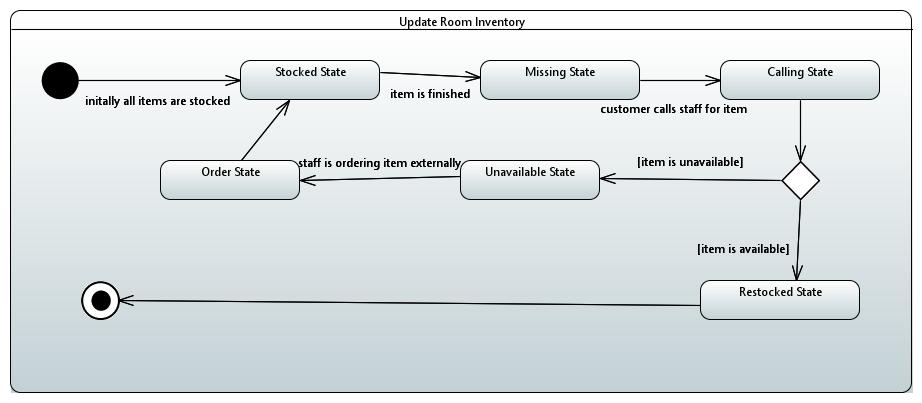 Update Room Inventory
Stocked State
Missing State
Calling State
initally all items are stocked
item is finished
customer calls staff for item
Order State
staff is ordering item externally
Unavailable State
[item is unavailable]
[item is available]
Restocked State